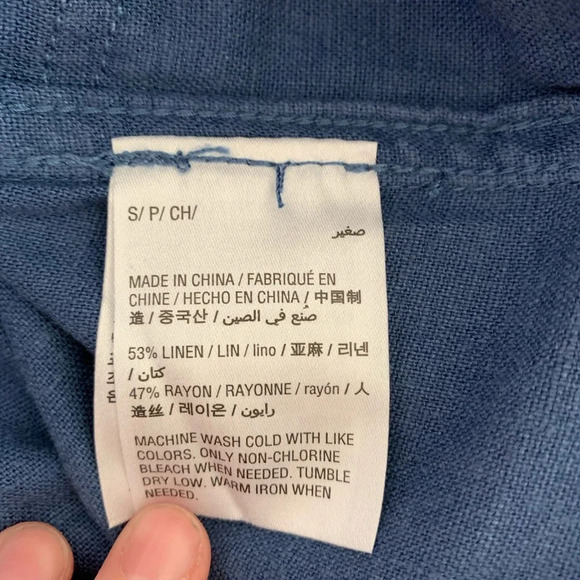 S/ P/ CH/
صغير
MADE IN CHINA / FABRIQUÉ EN
CHINE / HECHO EN CHINA / 中国制
造 / 중국산 / صُنع في الصين /
53% LINEN / LIN / lino / 亚麻 / 리넨
/ كتان /
47% RAYON / RAYONNE / rayón / 人
造丝 / 레이온 / رايون /
MACHINE WASH COLD WITH LIKE
COLORS. ONLY NON-CHLORINE
BLEACH WHEN NEEDED. TUMBLE
DRY LOW. WARM IRON WHEN
NEEDED.